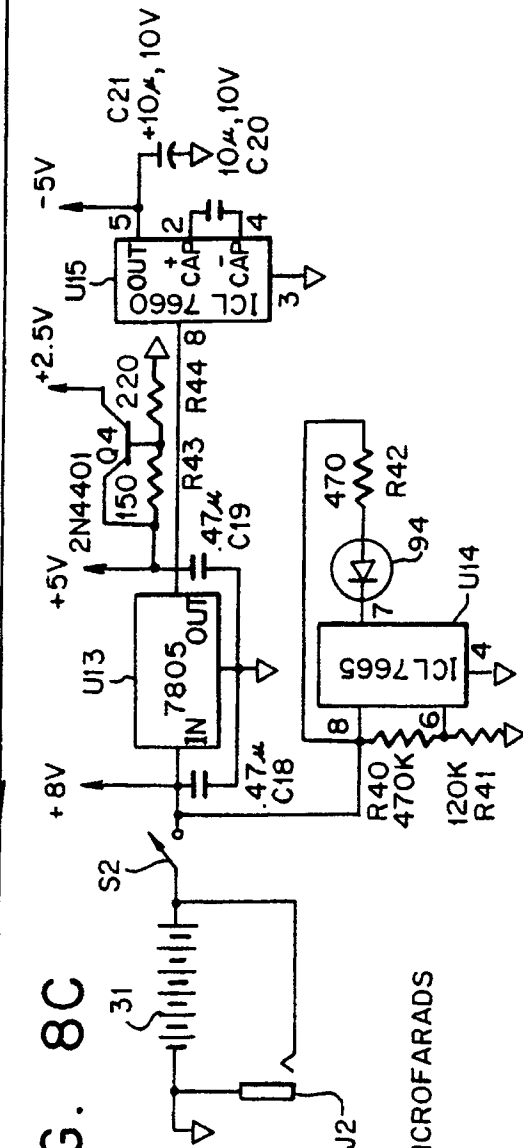 G. 8C
31
S2
+8V
U13
+5V
2N4401
Q4
+2.5V
U15
-5V
C21
+10μ, 10V
IN
7805
OUT
150
220
R43
R44
8
OUT
5
+
CAP
2
-
CAP
4
ICL
7660
3
10μ, 10V
C20
.47μ
C18
.47μ
C19
J2
8
6
7
4
ICL7665
U14
94
470
R42
R40
470K
120K
R41
ICROFARADS